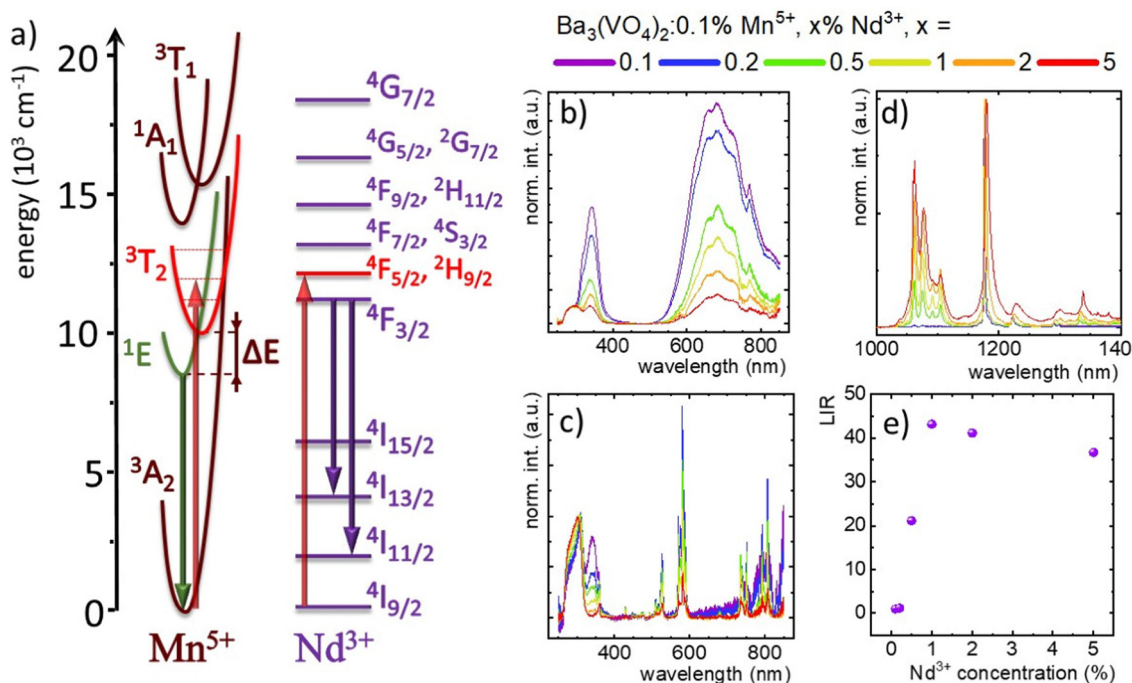 a)
energy (10³ cm⁻¹)
20
15
10
5
0
³T₁
¹A₁
³T₂
¹E
ΔE
³A₂
Mn⁵⁺
⁴G₇/₂
⁴G₅/₂, ²G₇/₂
⁴F₉/₂, ²H₁₁/₂
⁴F₇/₂, ⁴S₃/₂
⁴F₅/₂, ²H₉/₂
⁴F₃/₂
⁴I₁₅/₂
⁴I₁₃/₂
⁴I₁₁/₂
⁴I₉/₂
Nd³⁺
Ba₃(VO₄)₂:0.1% Mn⁵⁺, x% Nd³⁺, x =
0.1 0.2 0.5 1 2 5
b)
norm. int. (a.u.)
400 600 800
wavelength (nm)
d)
norm. int. (a.u.)
1000 1200 140
wavelength (nm)
c)
norm. int. (a.u.)
400 600 800
wavelength (nm)
e)
LIR
50
40
30
20
10
0
0 1 2 3 4 5
Nd³⁺ concentration (%)